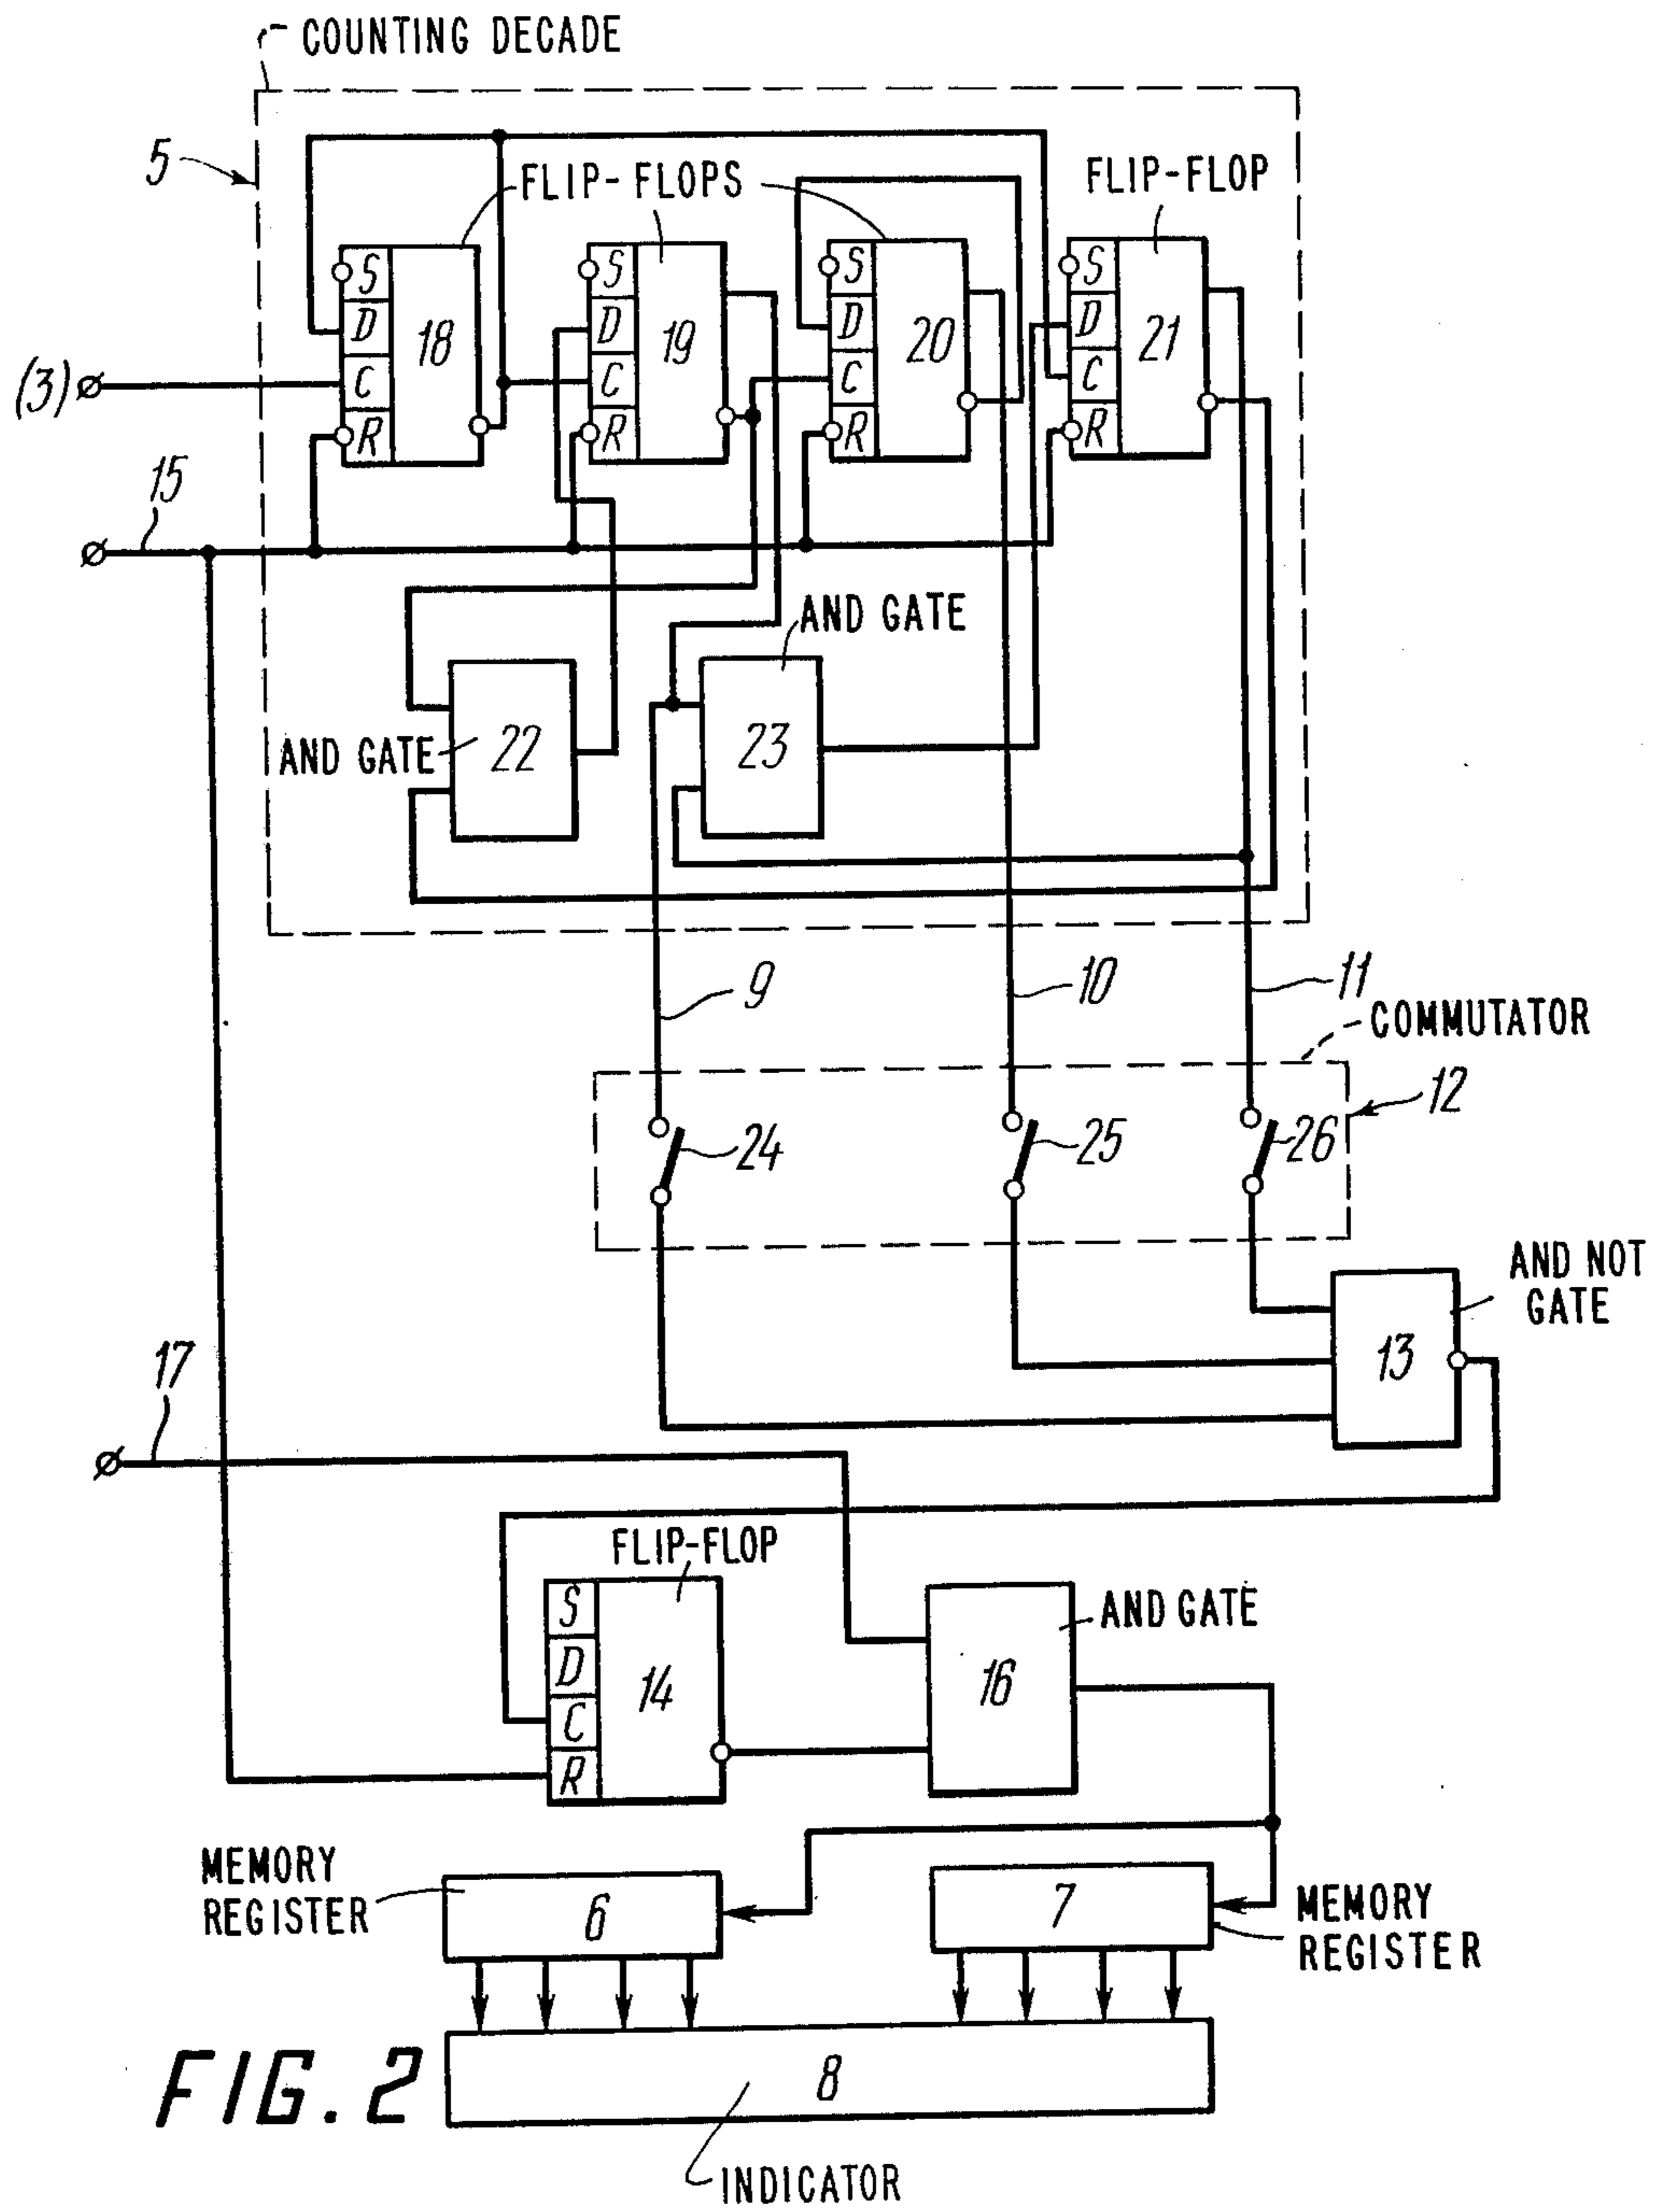 COUNTING DECADE
5
FLIP-FLOPS
FLIP-FLOP
S
D
C
R
18
S
D
C
R
19
S
D
C
R
20
S
D
C
R
21
(3)
15
AND GATE
AND GATE
22
23
9
10
11
COMMUTATOR
12
24
25
26
AND NOT
GATE
13
17
FLIP-FLOP
S
D
C
R
14
AND GATE
16
MEMORY
REGISTER
6
7
MEMORY
REGISTER
8
FIG. 2
INDICATOR